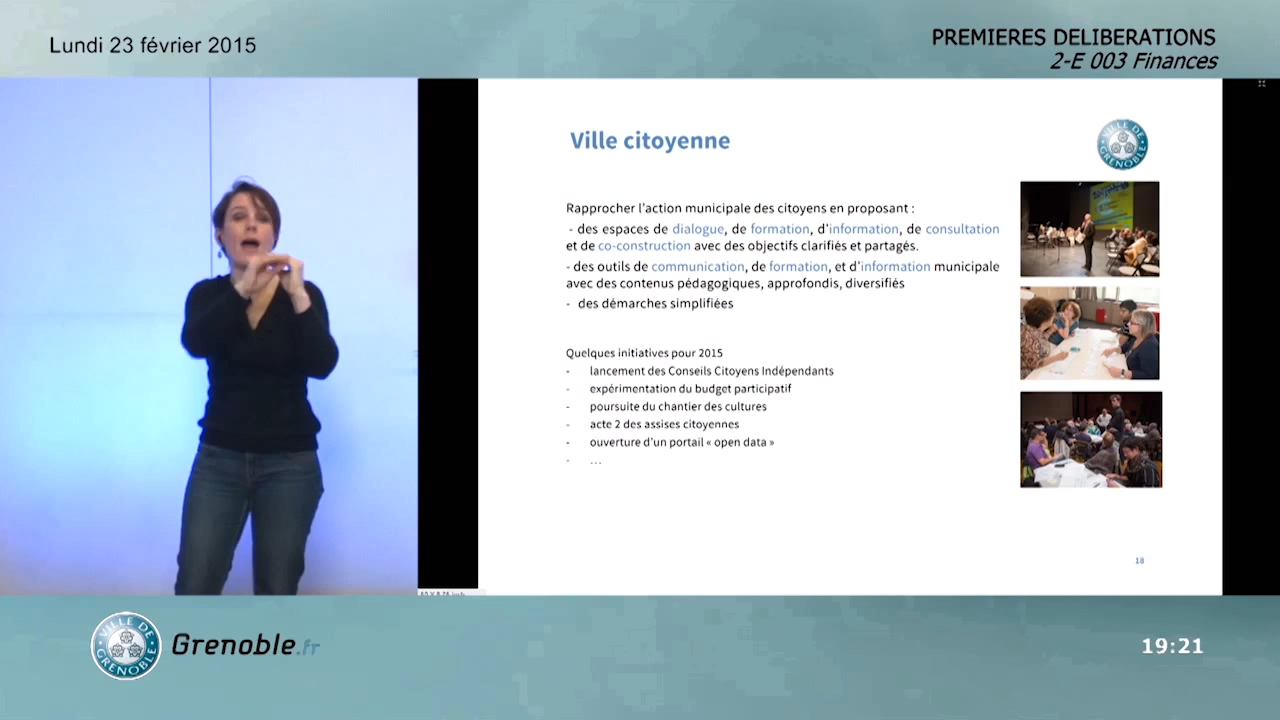 Lundi 23 février 2015
PREMIERES DELIBERATIONS
2-E 003 Finances
Ville citoyenne
VILLE DE GRENOBLE
Rapprocher l'action municipale des citoyens en proposant :
- des espaces de dialogue, de formation, d'information, de consultation
et de co-construction avec des objectifs clarifiés et partagés.
- des outils de communication, de formation, et d'information municipale
avec des contenus pédagogiques, approfondis, diversifiés
- des démarches simplifiées
Quelques initiatives pour 2015
- lancement des Conseils Citoyens Indépendants
- expérimentation du budget participatif
- poursuite du chantier des cultures
- acte 2 des assises citoyennes
- ouverture d'un portail « open data »
- ...
18
VILLE DE GRENOBLE
Grenoble.fr
19:21